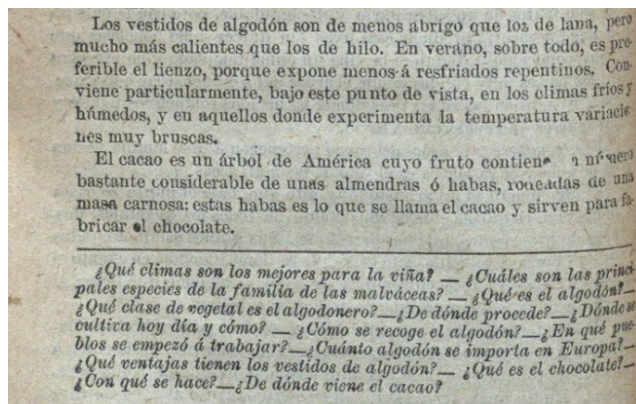 Los vestidos de algodón son de menos abrigo que los de lana, pero
mucho más calientes que los de hilo. En verano, sobre todo, es pre-
ferible el lienzo, porque expone menos á resfriados repentinos. Con-
viene particularmente, bajo este punto de vista, en los climas fríos y
húmedos, y en aquellos donde experimenta la temperatura variacio-
nes muy bruscas.
El cacao es un árbol de América cuyo fruto contiene número
bastante considerable de unas almendras ó habas, rodeadas de una
masa carnosa: estas habas es lo que se llama el cacao y sirven para fa-
bricar el chocolate.
¿Qué climas son los mejores para la viña? — ¿Cuáles son las princi-
pales especies de la familia de las malváceas? — ¿Qué es el algodón?—
¿Qué clase de vegetal es el algodonero?—¿De dónde procede?—¿Dónde se
cultiva hoy día y cómo? — ¿Cómo se recoge el algodón?—¿En qué pue-
blos se empezó á trabajar?—¿Cuánto algodón se importa en Europa?—
¿Qué ventajas tienen los vestidos de algodón?— ¿Qué es el chocolate?—
¿Con qué se hace?—¿De dónde viene el cacao?